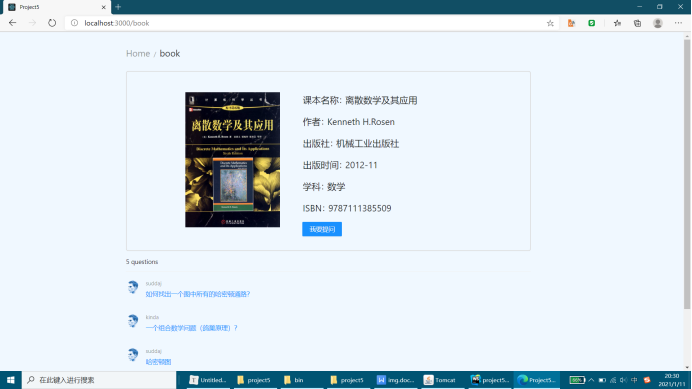 Project5
localhost:3000/book
Home / book
离散数学及其应用
Discrete Mathematics and Its Applications
课本名称：离散数学及其应用
作者：Kenneth H.Rosen
出版社：机械工业出版社
出版时间：2012-11
学科：数学
ISBN：9787111385509
我要提问
5 questions
suddaj
如何找出一个图中所有的哈密顿通路？
kinda
一个组合数学问题（鸽巢原理）？
suddaj
哈密顿图
在此键入进行搜索
Untitled...
project5
bin
project5
img.doc...
Tomcat
project5...
Project5...
中
20:30
2021/1/11